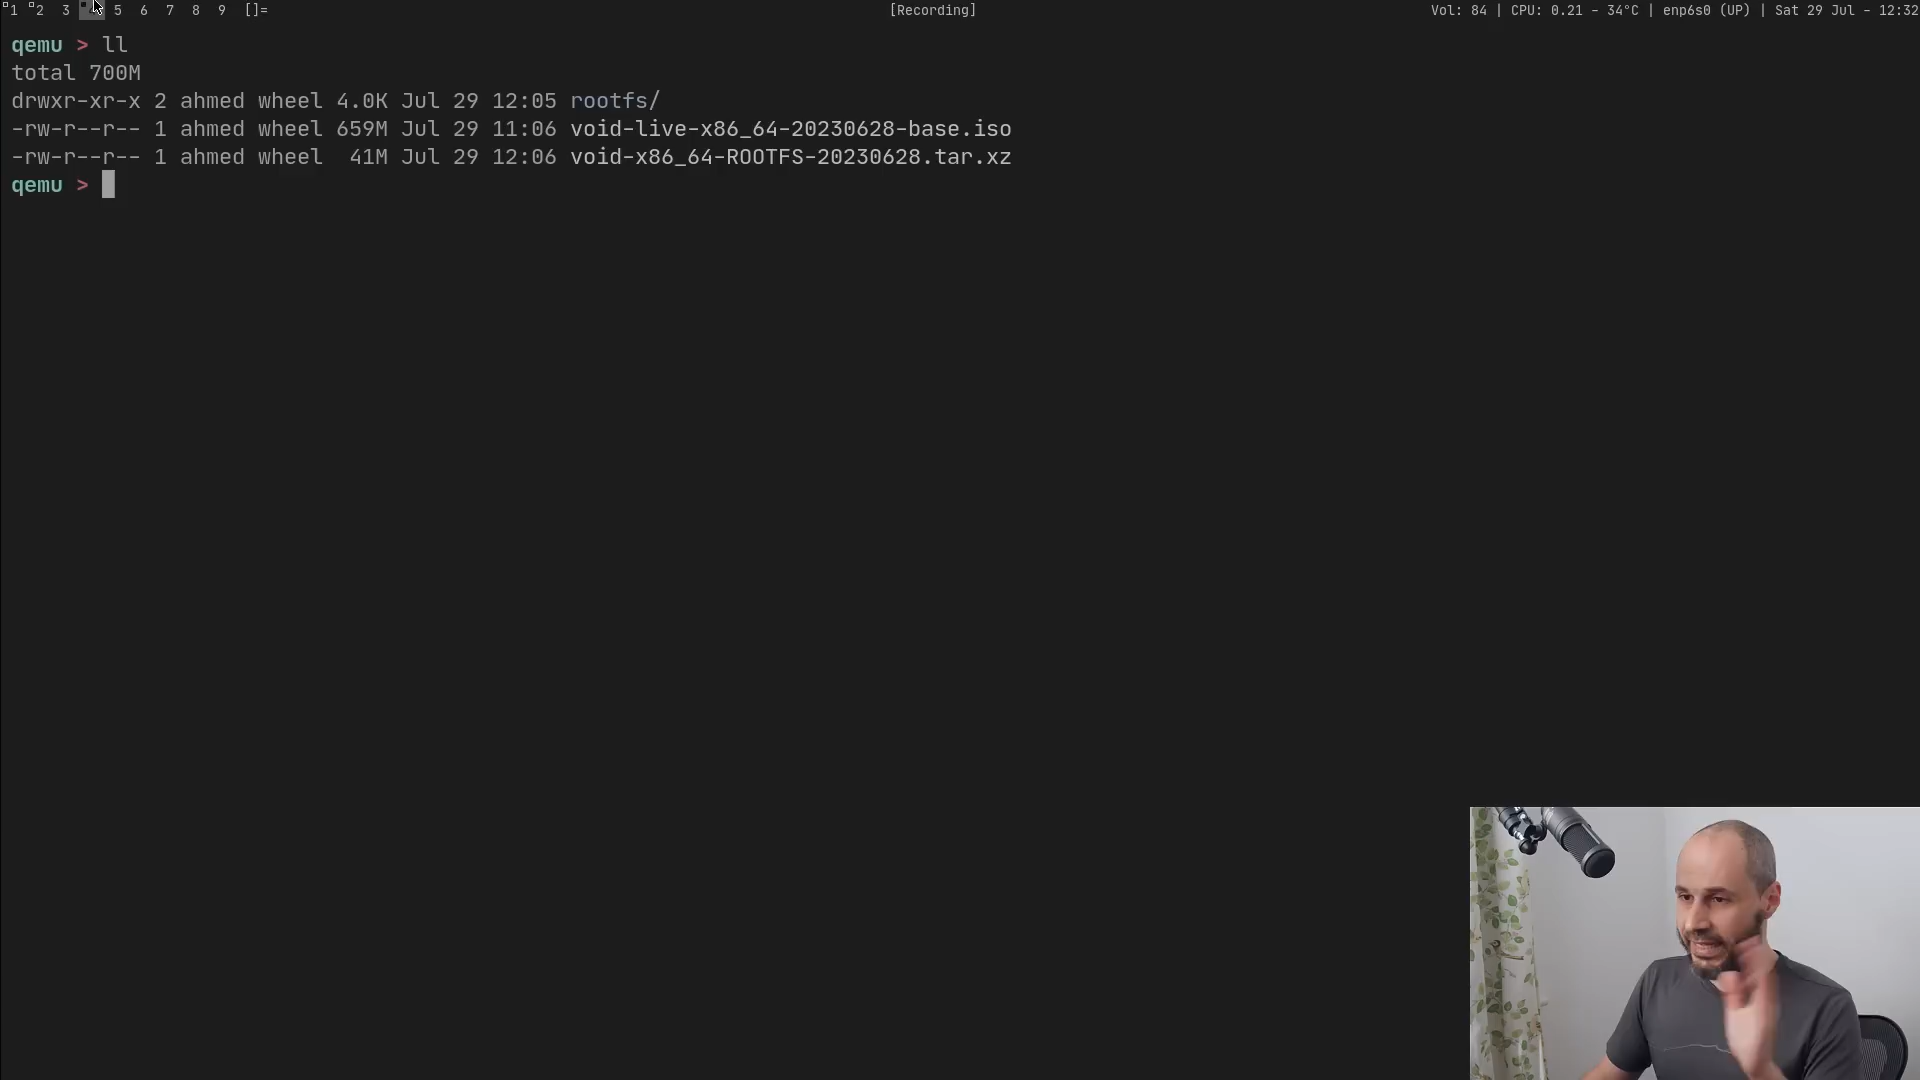 1 2 3 4 5 6 7 8 9 []= [Recording] Vol: 84 | CPU: 0.21 - 34°C | enp6s0 (UP) | Sat 29 Jul - 12:32
qemu > ll
total 700M
drwxr-xr-x 2 ahmed wheel 4.0K Jul 29 12:05 rootfs/
-rw-r--r-- 1 ahmed wheel 659M Jul 29 11:06 void-live-x86_64-20230628-base.iso
-rw-r--r-- 1 ahmed wheel  41M Jul 29 12:06 void-x86_64-ROOTFS-20230628.tar.xz
qemu >